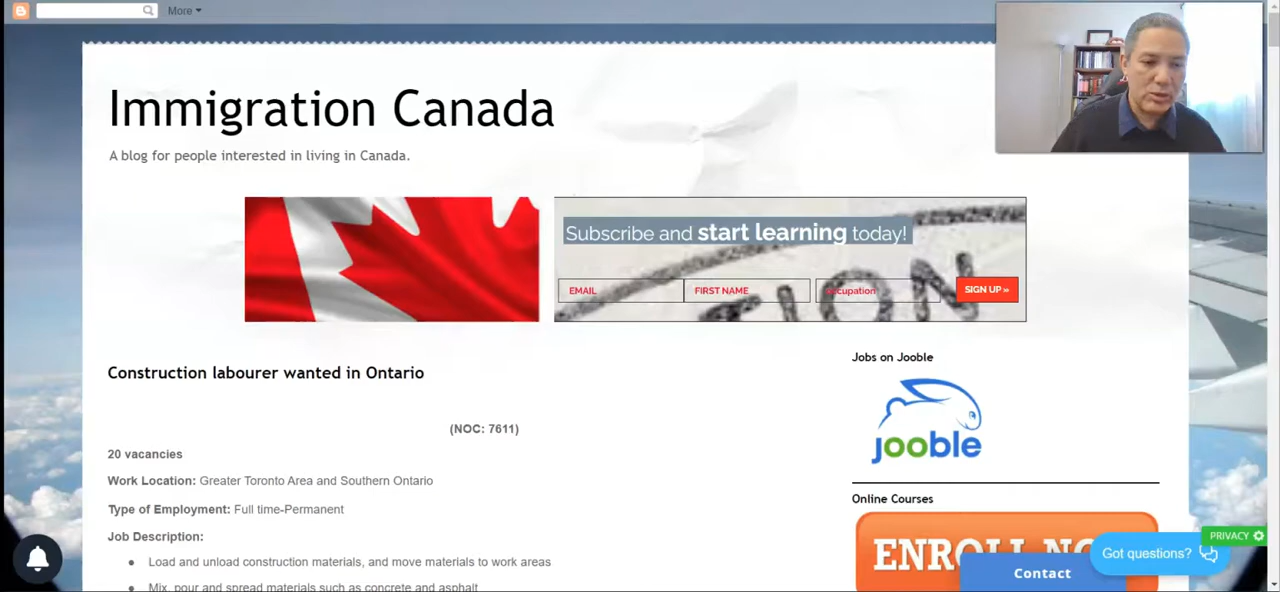 More
Immigration Canada
A blog for people interested in living in Canada.
Subscribe and start learning today!
EMAIL
FIRST NAME
occupation
SIGN UP »
TION
Construction labourer wanted in Ontario
(NOC: 7611)
20 vacancies
Work Location: Greater Toronto Area and Southern Ontario
Type of Employment: Full time-Permanent
Job Description:
● Load and unload construction materials, and move materials to work areas
● Mix, pour and spread materials such as concrete and asphalt
Jobs on Jooble
jooble
Online Courses
ENROLL NO
PRIVACY
Got questions?
Contact